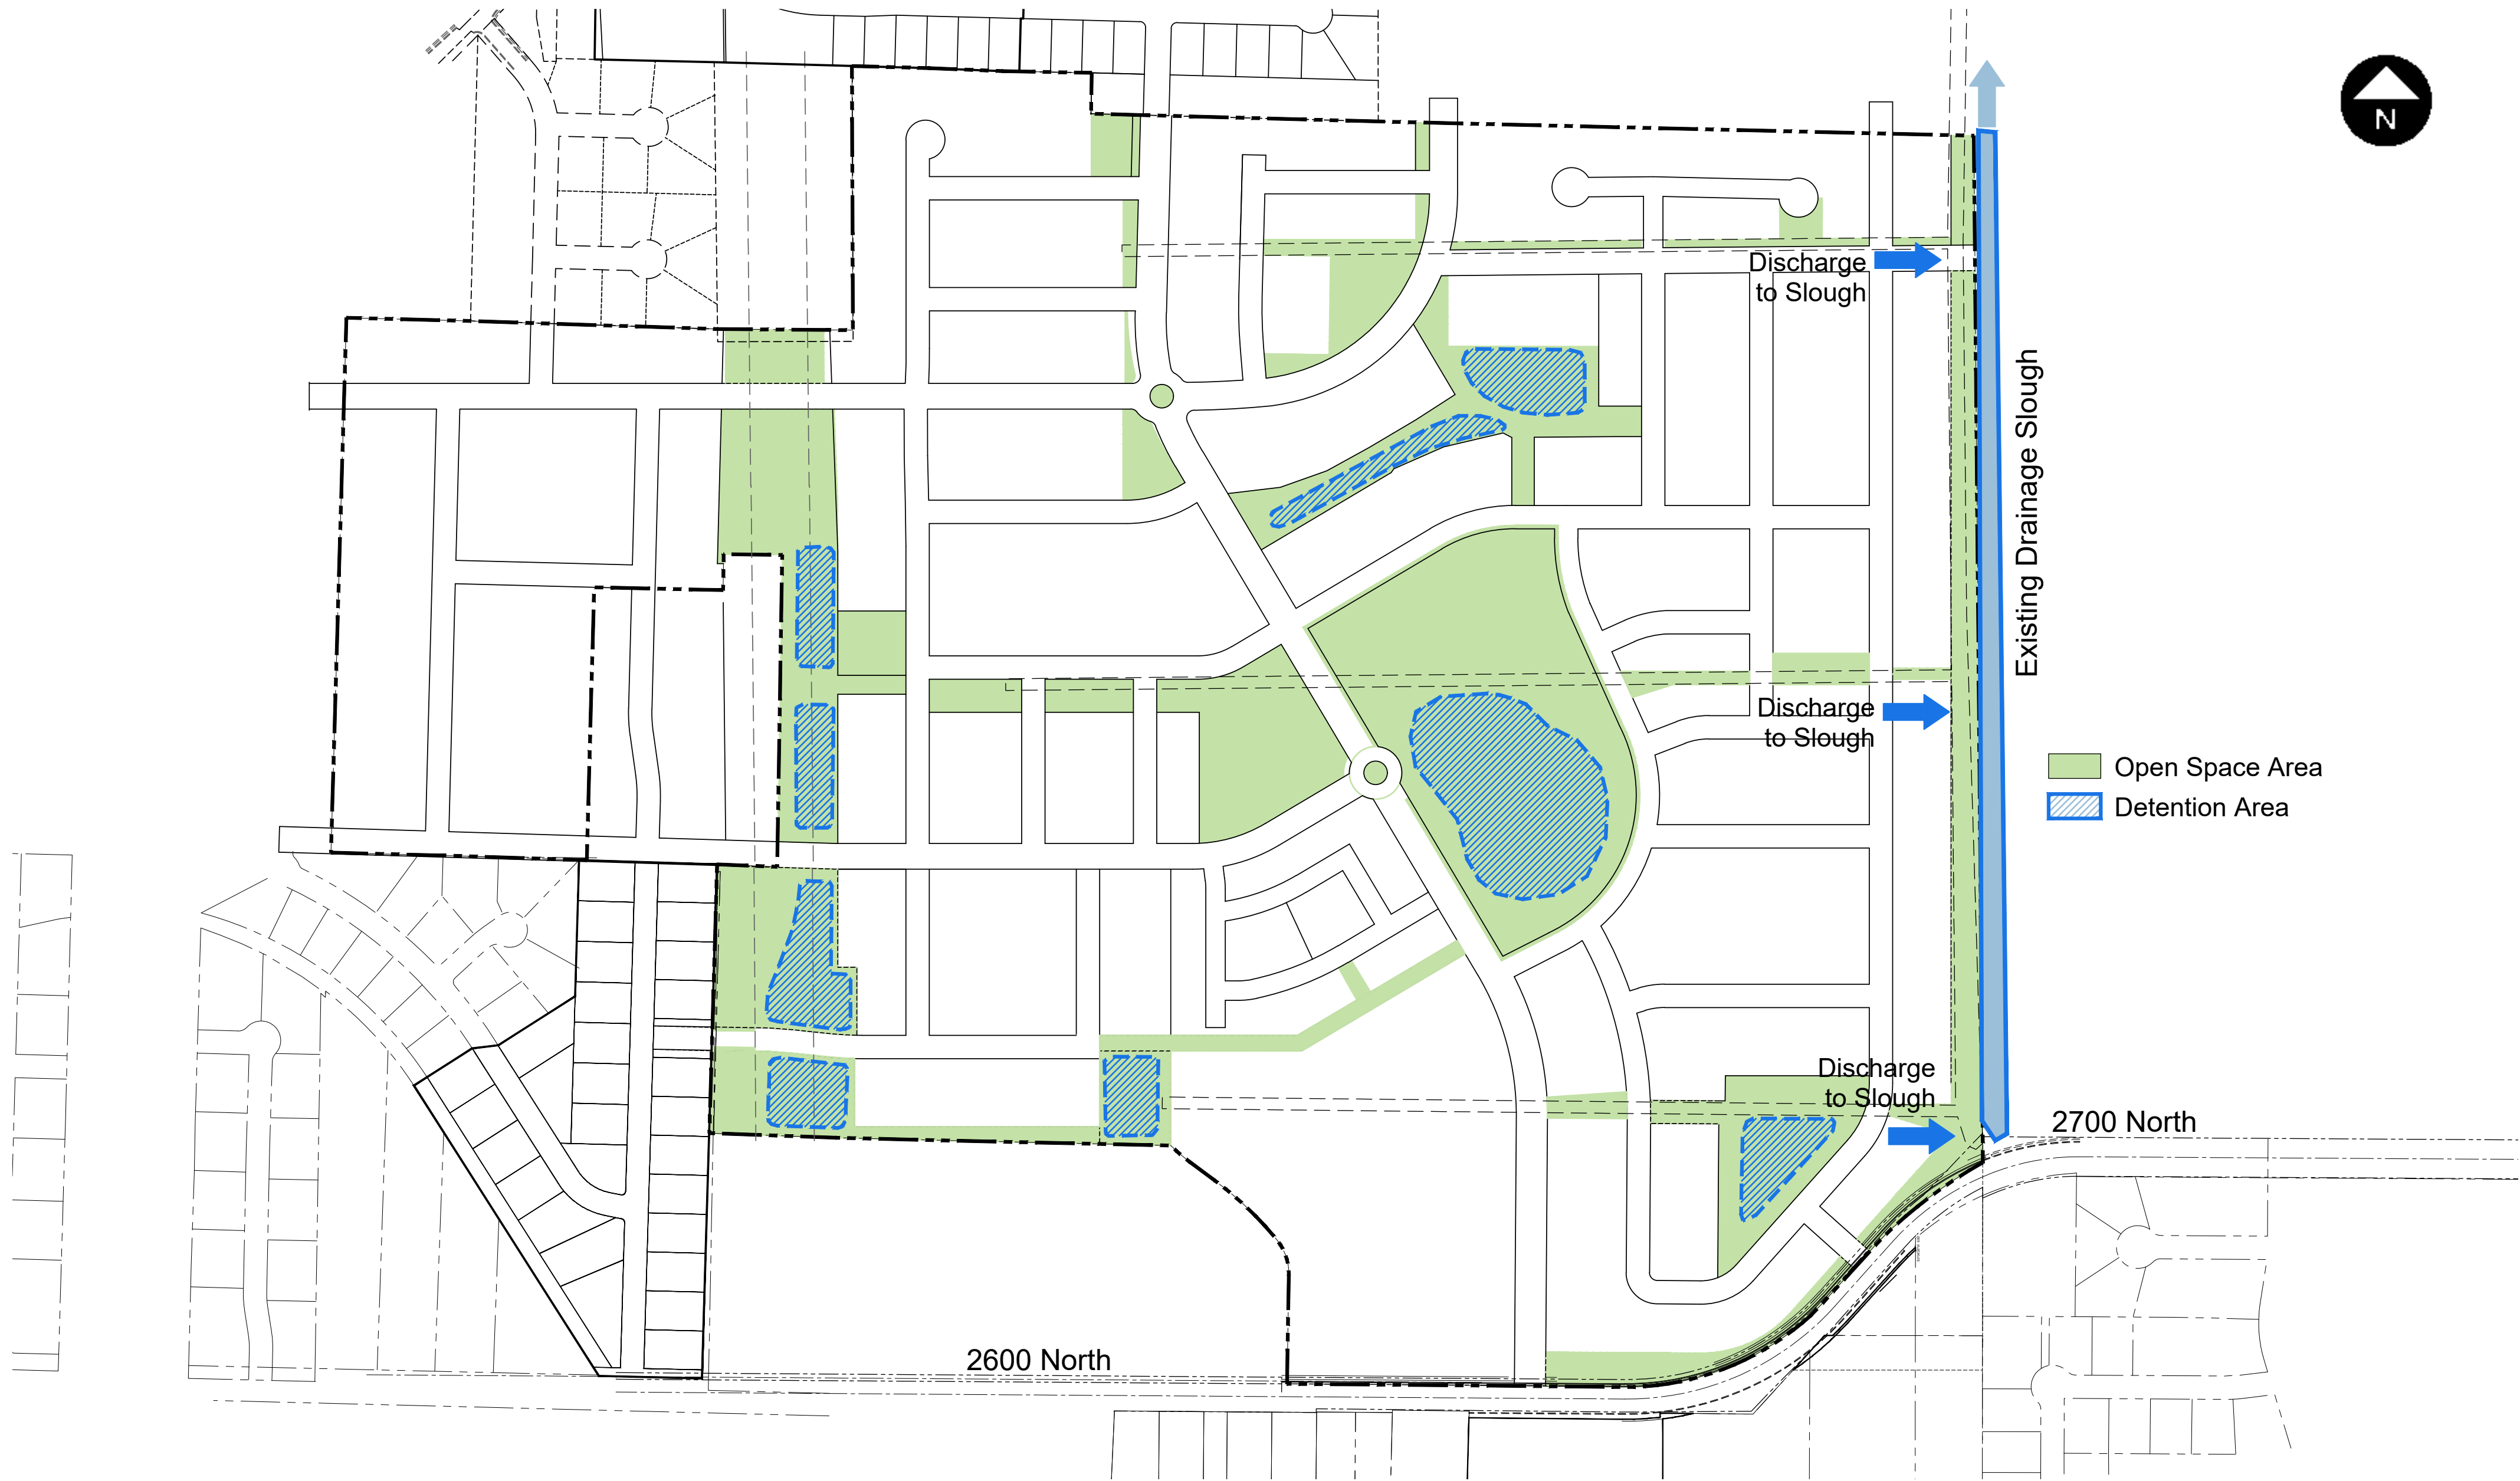 N
Discharge
to Slough
Existing Drainage Slough
Discharge
to Slough
Open Space Area
Detention Area
Discharge
to Slough
2700 North
2600 North